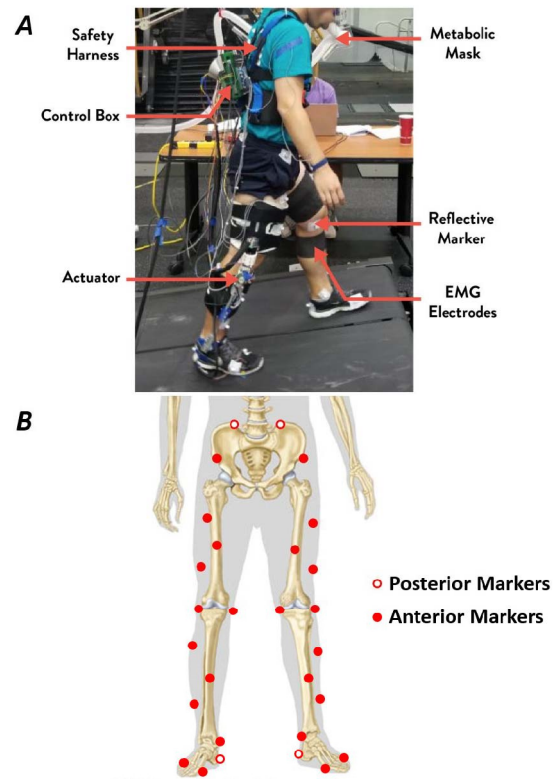 A
Safety
Harness
Metabolic
Mask
Control Box
Reflective
Marker
Actuator
EMG
Electrodes
B
Posterior Markers
Anterior Markers